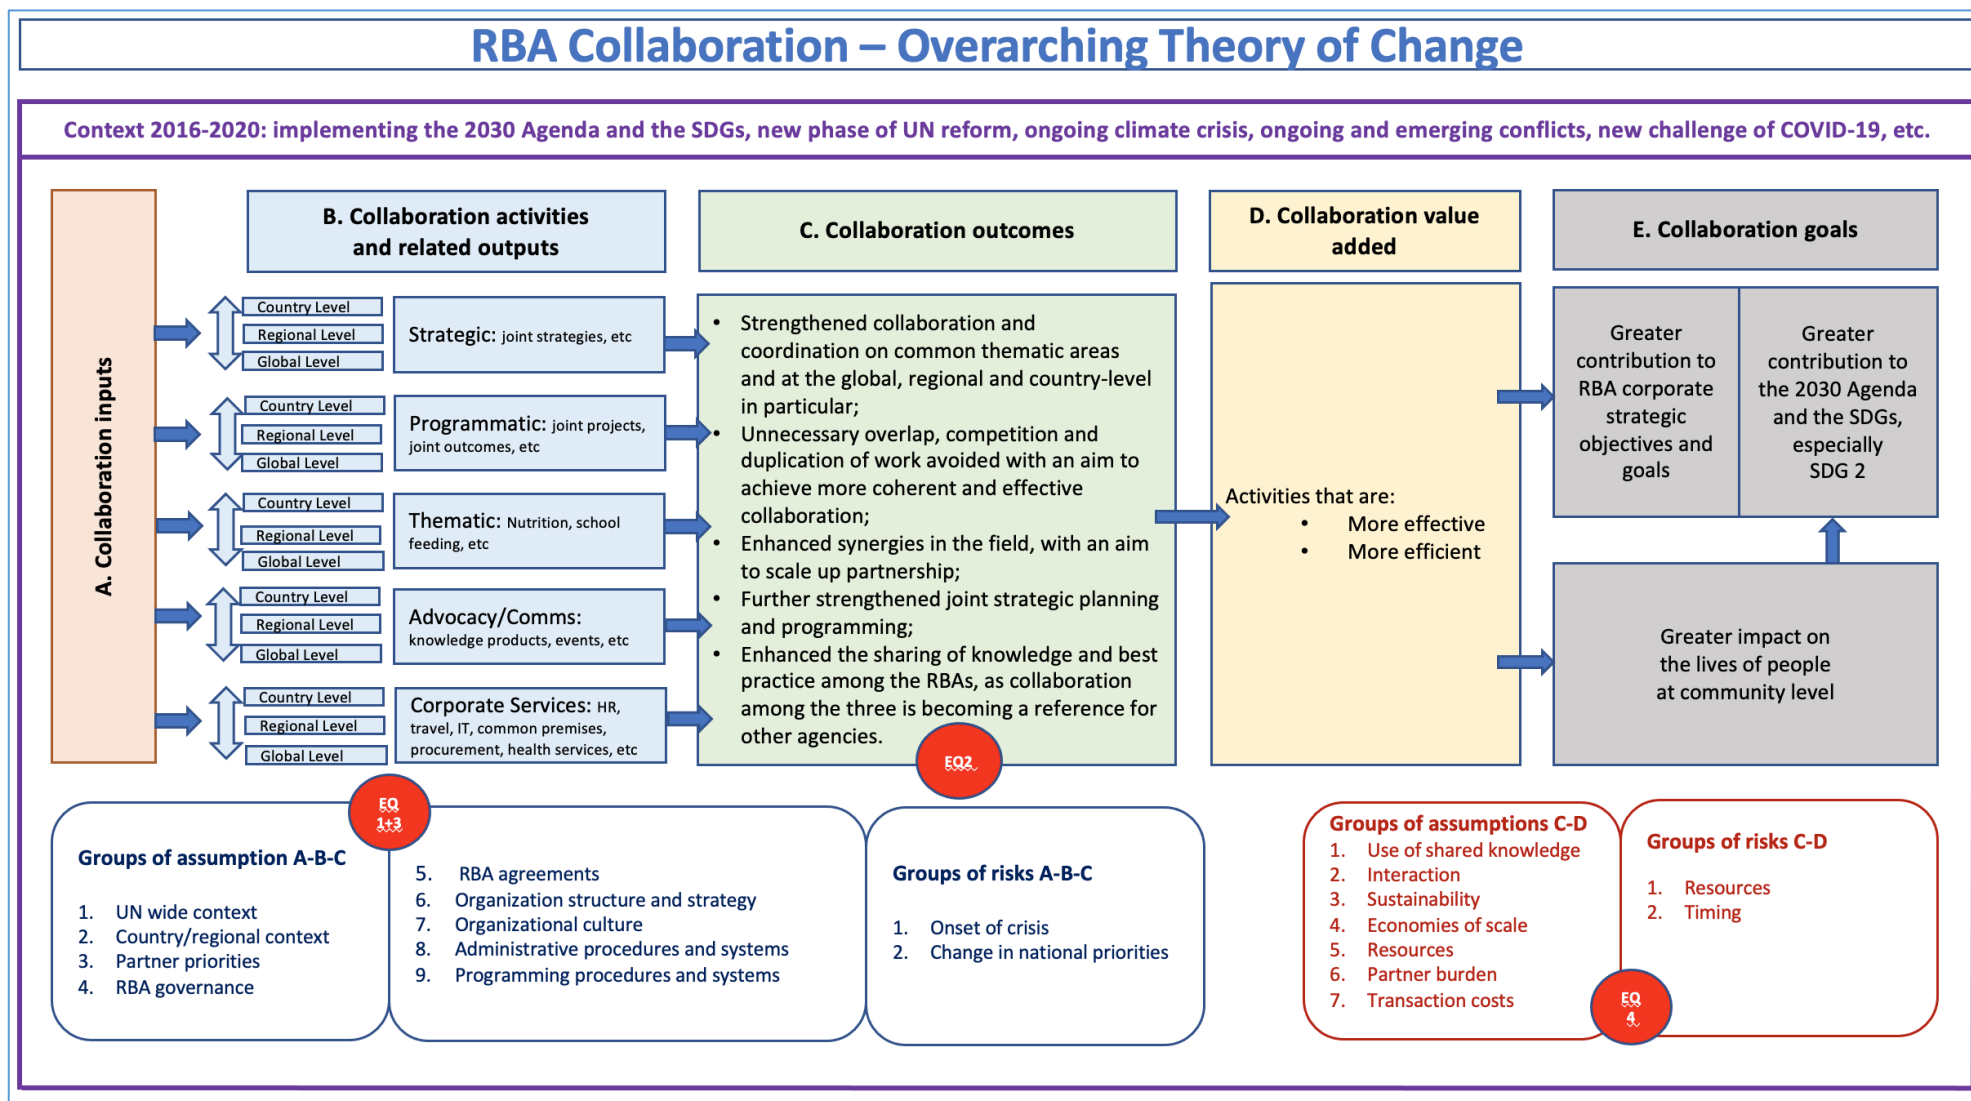 RBA Collaboration – Overarching Theory of Change
Context 2016-2020: implementing the 2030 Agenda and the SDGs, new phase of UN reform, ongoing climate crisis, ongoing and emerging conflicts, new challenge of COVID-19, etc.
A. Collaboration inputs
B. Collaboration activities
and related outputs
Country Level
Regional Level
Global Level
Strategic: joint strategies, etc
Country Level
Regional Level
Global Level
Programmatic: joint projects,
joint outcomes, etc
Country Level
Regional Level
Global Level
Thematic: Nutrition, school
feeding, etc
Country Level
Regional Level
Global Level
Advocacy/Comms:
knowledge products, events, etc
Country Level
Regional Level
Global Level
Corporate Services: HR,
travel, IT, common premises,
procurement, health services, etc
C. Collaboration outcomes
• Strengthened collaboration and
coordination on common thematic areas
and at the global, regional and country-level
in particular;
• Unnecessary overlap, competition and
duplication of work avoided with an aim to
achieve more coherent and effective
collaboration;
• Enhanced synergies in the field, with an aim
to scale up partnership;
• Further strengthened joint strategic planning
and programming;
• Enhanced the sharing of knowledge and best
practice among the RBAs, as collaboration
among the three is becoming a reference for
other agencies.
EQ2
D. Collaboration value
added
Activities that are:
• More effective
• More efficient
E. Collaboration goals
Greater
contribution to
RBA corporate
strategic
objectives and
goals
Greater
contribution to
the 2030 Agenda
and the SDGs,
especially
SDG 2
Greater impact on
the lives of people
at community level
EQ
1+3
Groups of assumption A-B-C
1. UN wide context
2. Country/regional context
3. Partner priorities
4. RBA governance
5. RBA agreements
6. Organization structure and strategy
7. Organizational culture
8. Administrative procedures and systems
9. Programming procedures and systems
Groups of risks A-B-C
1. Onset of crisis
2. Change in national priorities
Groups of assumptions C-D
1. Use of shared knowledge
2. Interaction
3. Sustainability
4. Economies of scale
5. Resources
6. Partner burden
7. Transaction costs
EQ
4
Groups of risks C-D
1. Resources
2. Timing